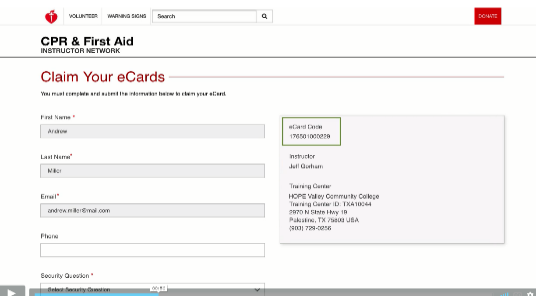 VOLUNTEER WARNING SIGNS Search DONATE
CPR & First Aid
INSTRUCTOR NETWORK
Claim Your eCards
You must complete and submit the information below to claim your eCard.
First Name *
Andrew
Last Name*
Miller
Email*
andrew.miller@mail.com
Phone
Security Question *
Select Security Question
eCard Code
176501000229
Instructor
Jeff Gorham
Training Center
HOPE Valley Community College
Training Center ID: TXA10044
2970 N State Hwy 19
Palestine, TX 75803 USA
(903) 729-0256